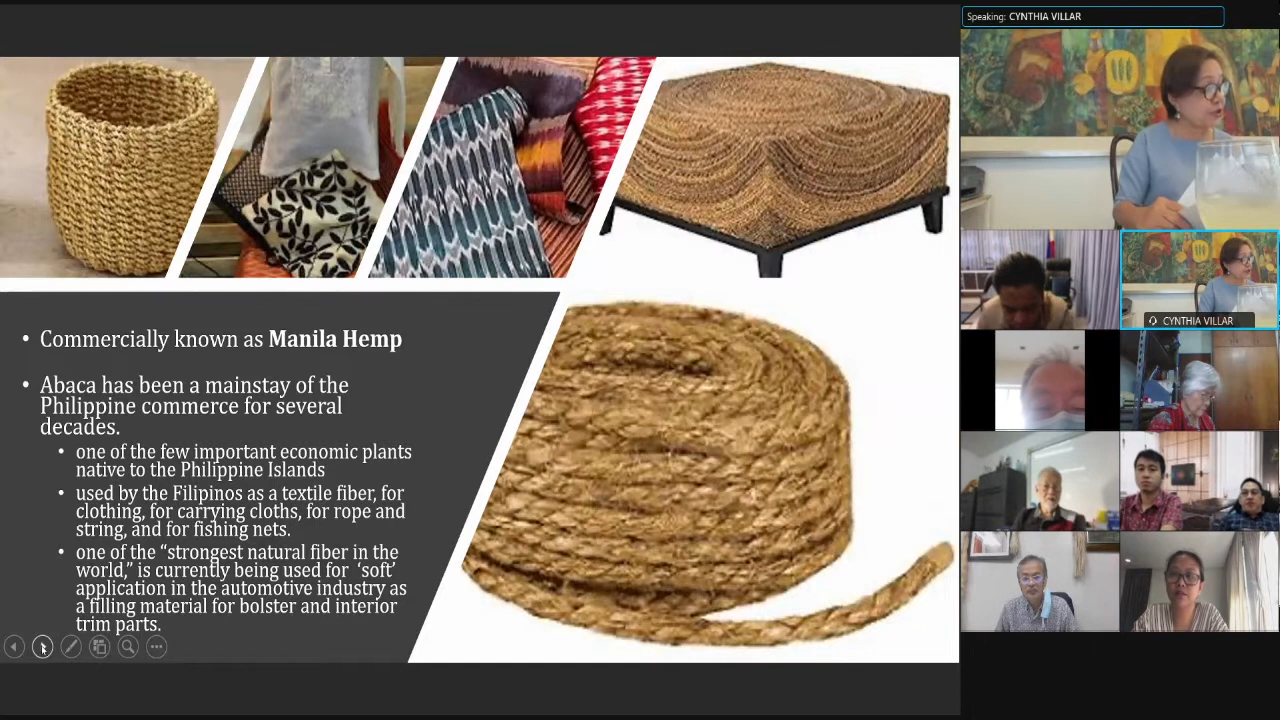 Speaking: CYNTHIA VILLAR
• Commercially known as Manila Hemp
• Abaca has been a mainstay of the
Philippine commerce for several
decades.
• one of the few important economic plants
native to the Philippine Islands
• used by the Filipinos as a textile fiber, for
clothing, for carrying cloths, for rope and
string, and for fishing nets.
• one of the “strongest natural fiber in the
world,” is currently being used for ‘soft’
application in the automotive industry as
a filling material for bolster and interior
trim parts.
CYNTHIA VILLAR